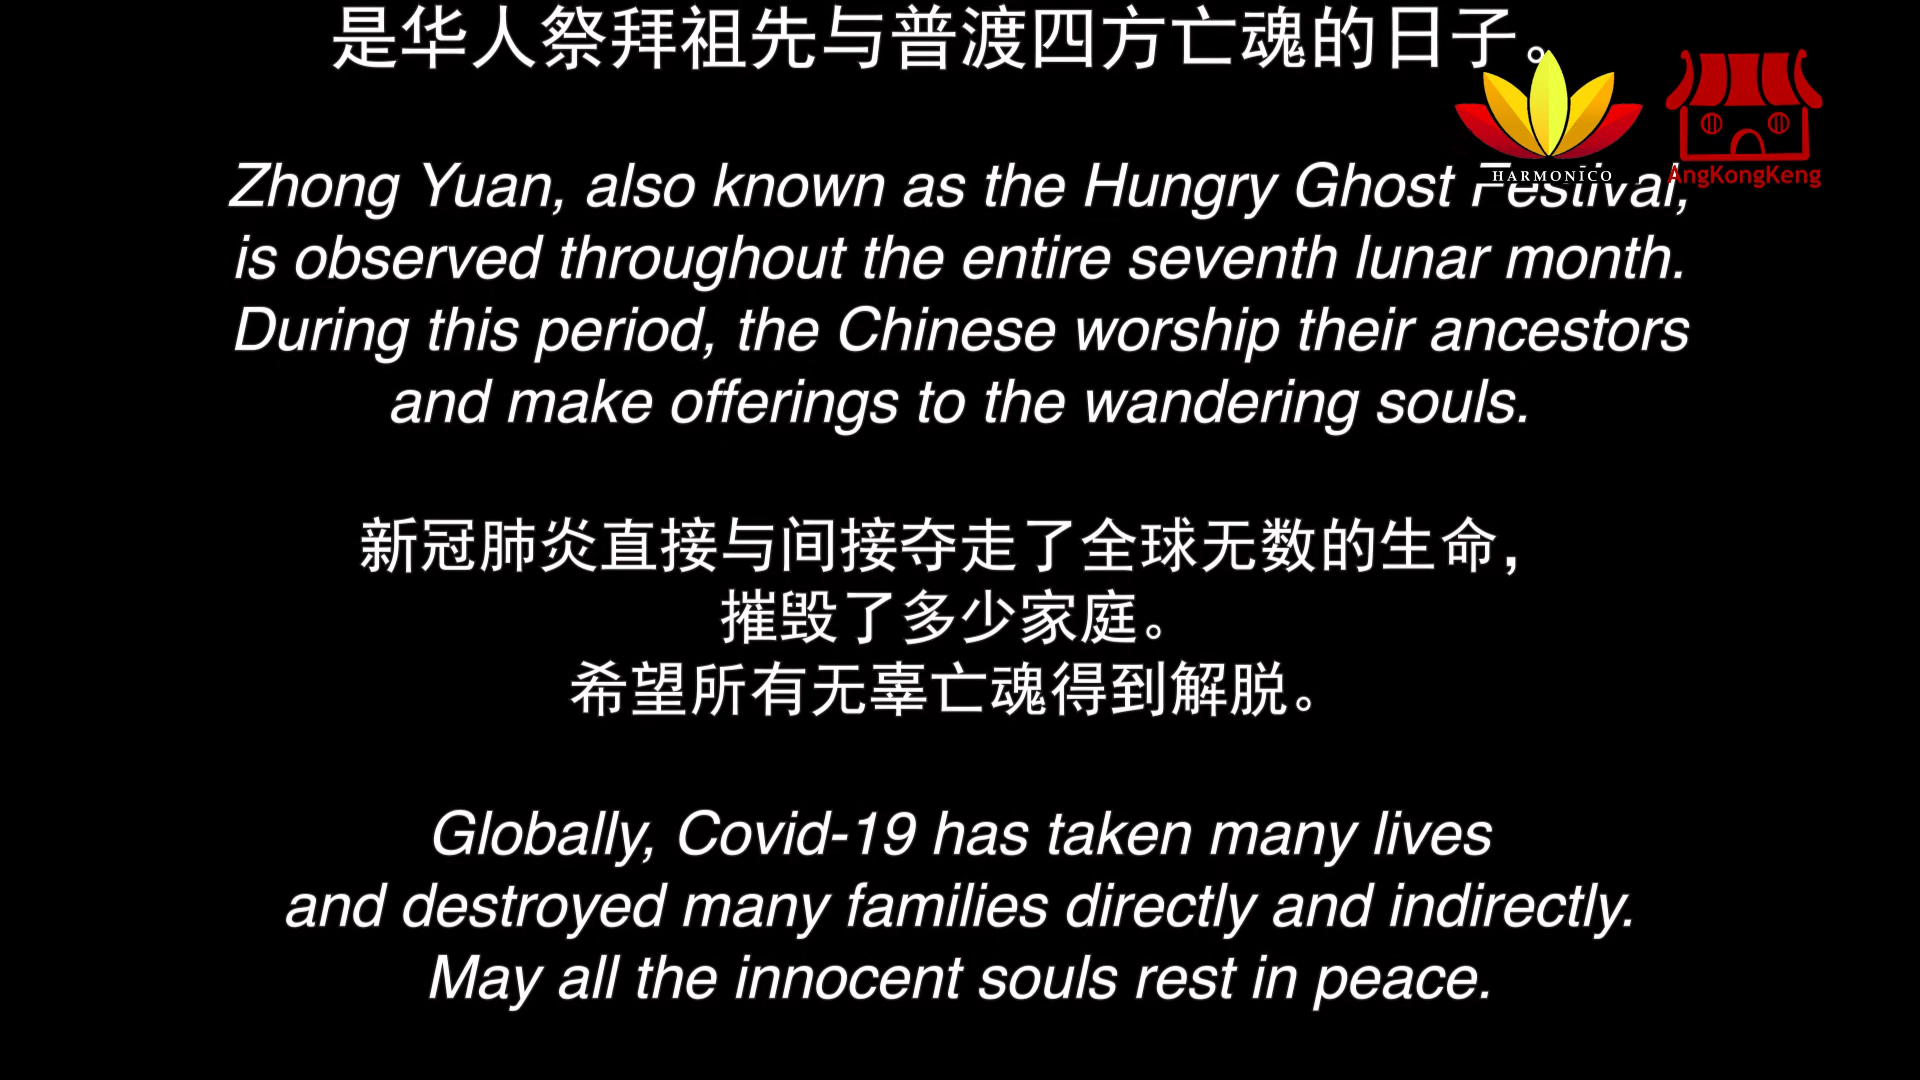 是华人祭拜祖先与普渡四方亡魂的日子。
Zhong Yuan, also known as the Hungry Ghost Festival,
is observed throughout the entire seventh lunar month.
During this period, the Chinese worship their ancestors
and make offerings to the wandering souls.
新冠肺炎直接与间接夺走了全球无数的生命，
摧毁了多少家庭。
希望所有无辜亡魂得到解脱。
Globally, Covid-19 has taken many lives
and destroyed many families directly and indirectly.
May all the innocent souls rest in peace.
HARMONICO
AngKongKeng